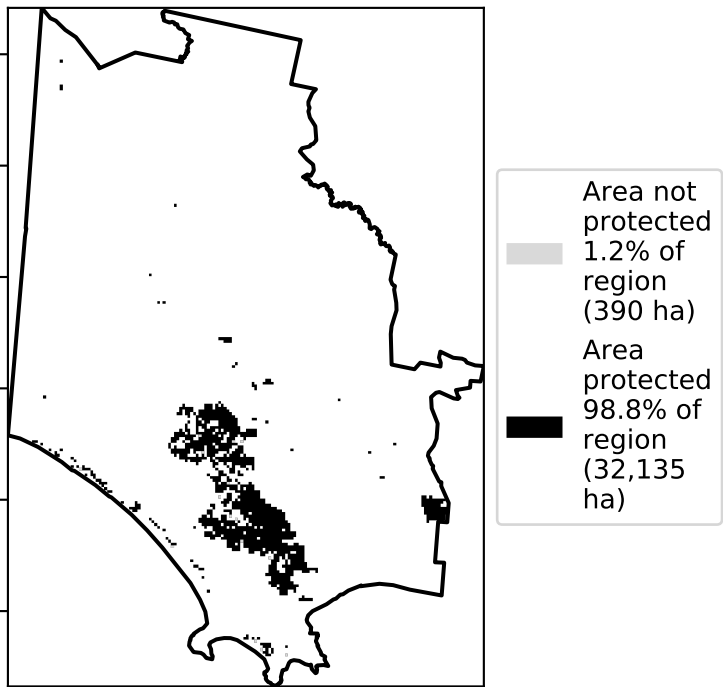 Area not
protected
1.2% of
region
(390 ha)
Area
protected
98.8% of
region
(32,135
ha)